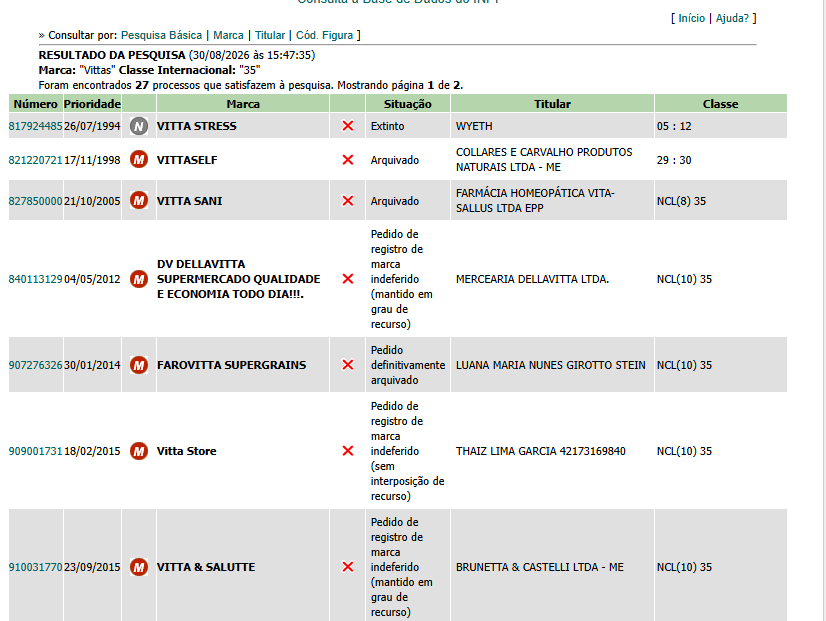 Consulta à Base de Dados do INPI
[ Início | Ajuda? ]
» Consultar por: Pesquisa Básica | Marca | Titular | Cód. Figura ]
RESULTADO DA PESQUISA (30/08/2026 às 15:47:35)
Marca: "Vittas" Classe Internacional: "35"
Foram encontrados 27 processos que satisfazem à pesquisa. Mostrando página 1 de 2.
Número Prioridade Marca Situação Titular Classe
817924485 26/07/1994 N VITTA STRESS Extinto WYETH 05 : 12
821220721 17/11/1998 M VITTASELF Arquivado COLLARES E CARVALHO PRODUTOS
NATURAIS LTDA - ME 29 : 30
827850000 21/10/2005 M VITTA SANI Arquivado FARMÁCIA HOMEOPÁTICA VITA-
SALLUS LTDA EPP NCL(8) 35
840113129 04/05/2012 M DV DELLAVITTA
SUPERMERCADO QUALIDADE
E ECONOMIA TODO DIA!!!.
Pedido de
registro de
marca
indeferido
(mantido em
grau de
recurso)
MERCEARIA DELLAVITTA LTDA. NCL(10) 35
907276326 30/01/2014 M FAROVITTA SUPERGRAINS
Pedido
definitivamente
arquivado
LUANA MARIA NUNES GIROTTO STEIN NCL(10) 35
909001731 18/02/2015 M Vitta Store
Pedido de
registro de
marca
indeferido
(sem
interposição de
recurso)
THAIZ LIMA GARCIA 42173169840 NCL(10) 35
910031770 23/09/2015 M VITTA & SALUTTE
Pedido de
registro de
marca
indeferido
(mantido em
grau de
recurso)
BRUNETTA & CASTELLI LTDA - ME NCL(10) 35